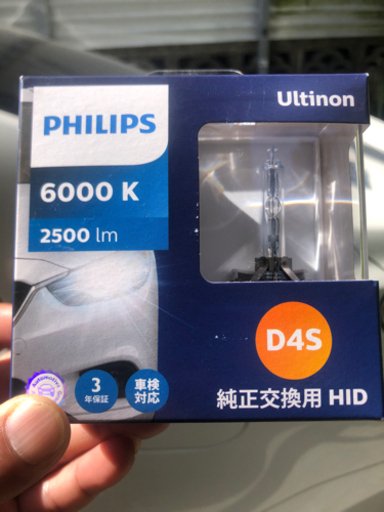 Ultinon
PHILIPS
6000 K
2500 lm
D4S
3
年保証
車検
対応
純正交換用 HID